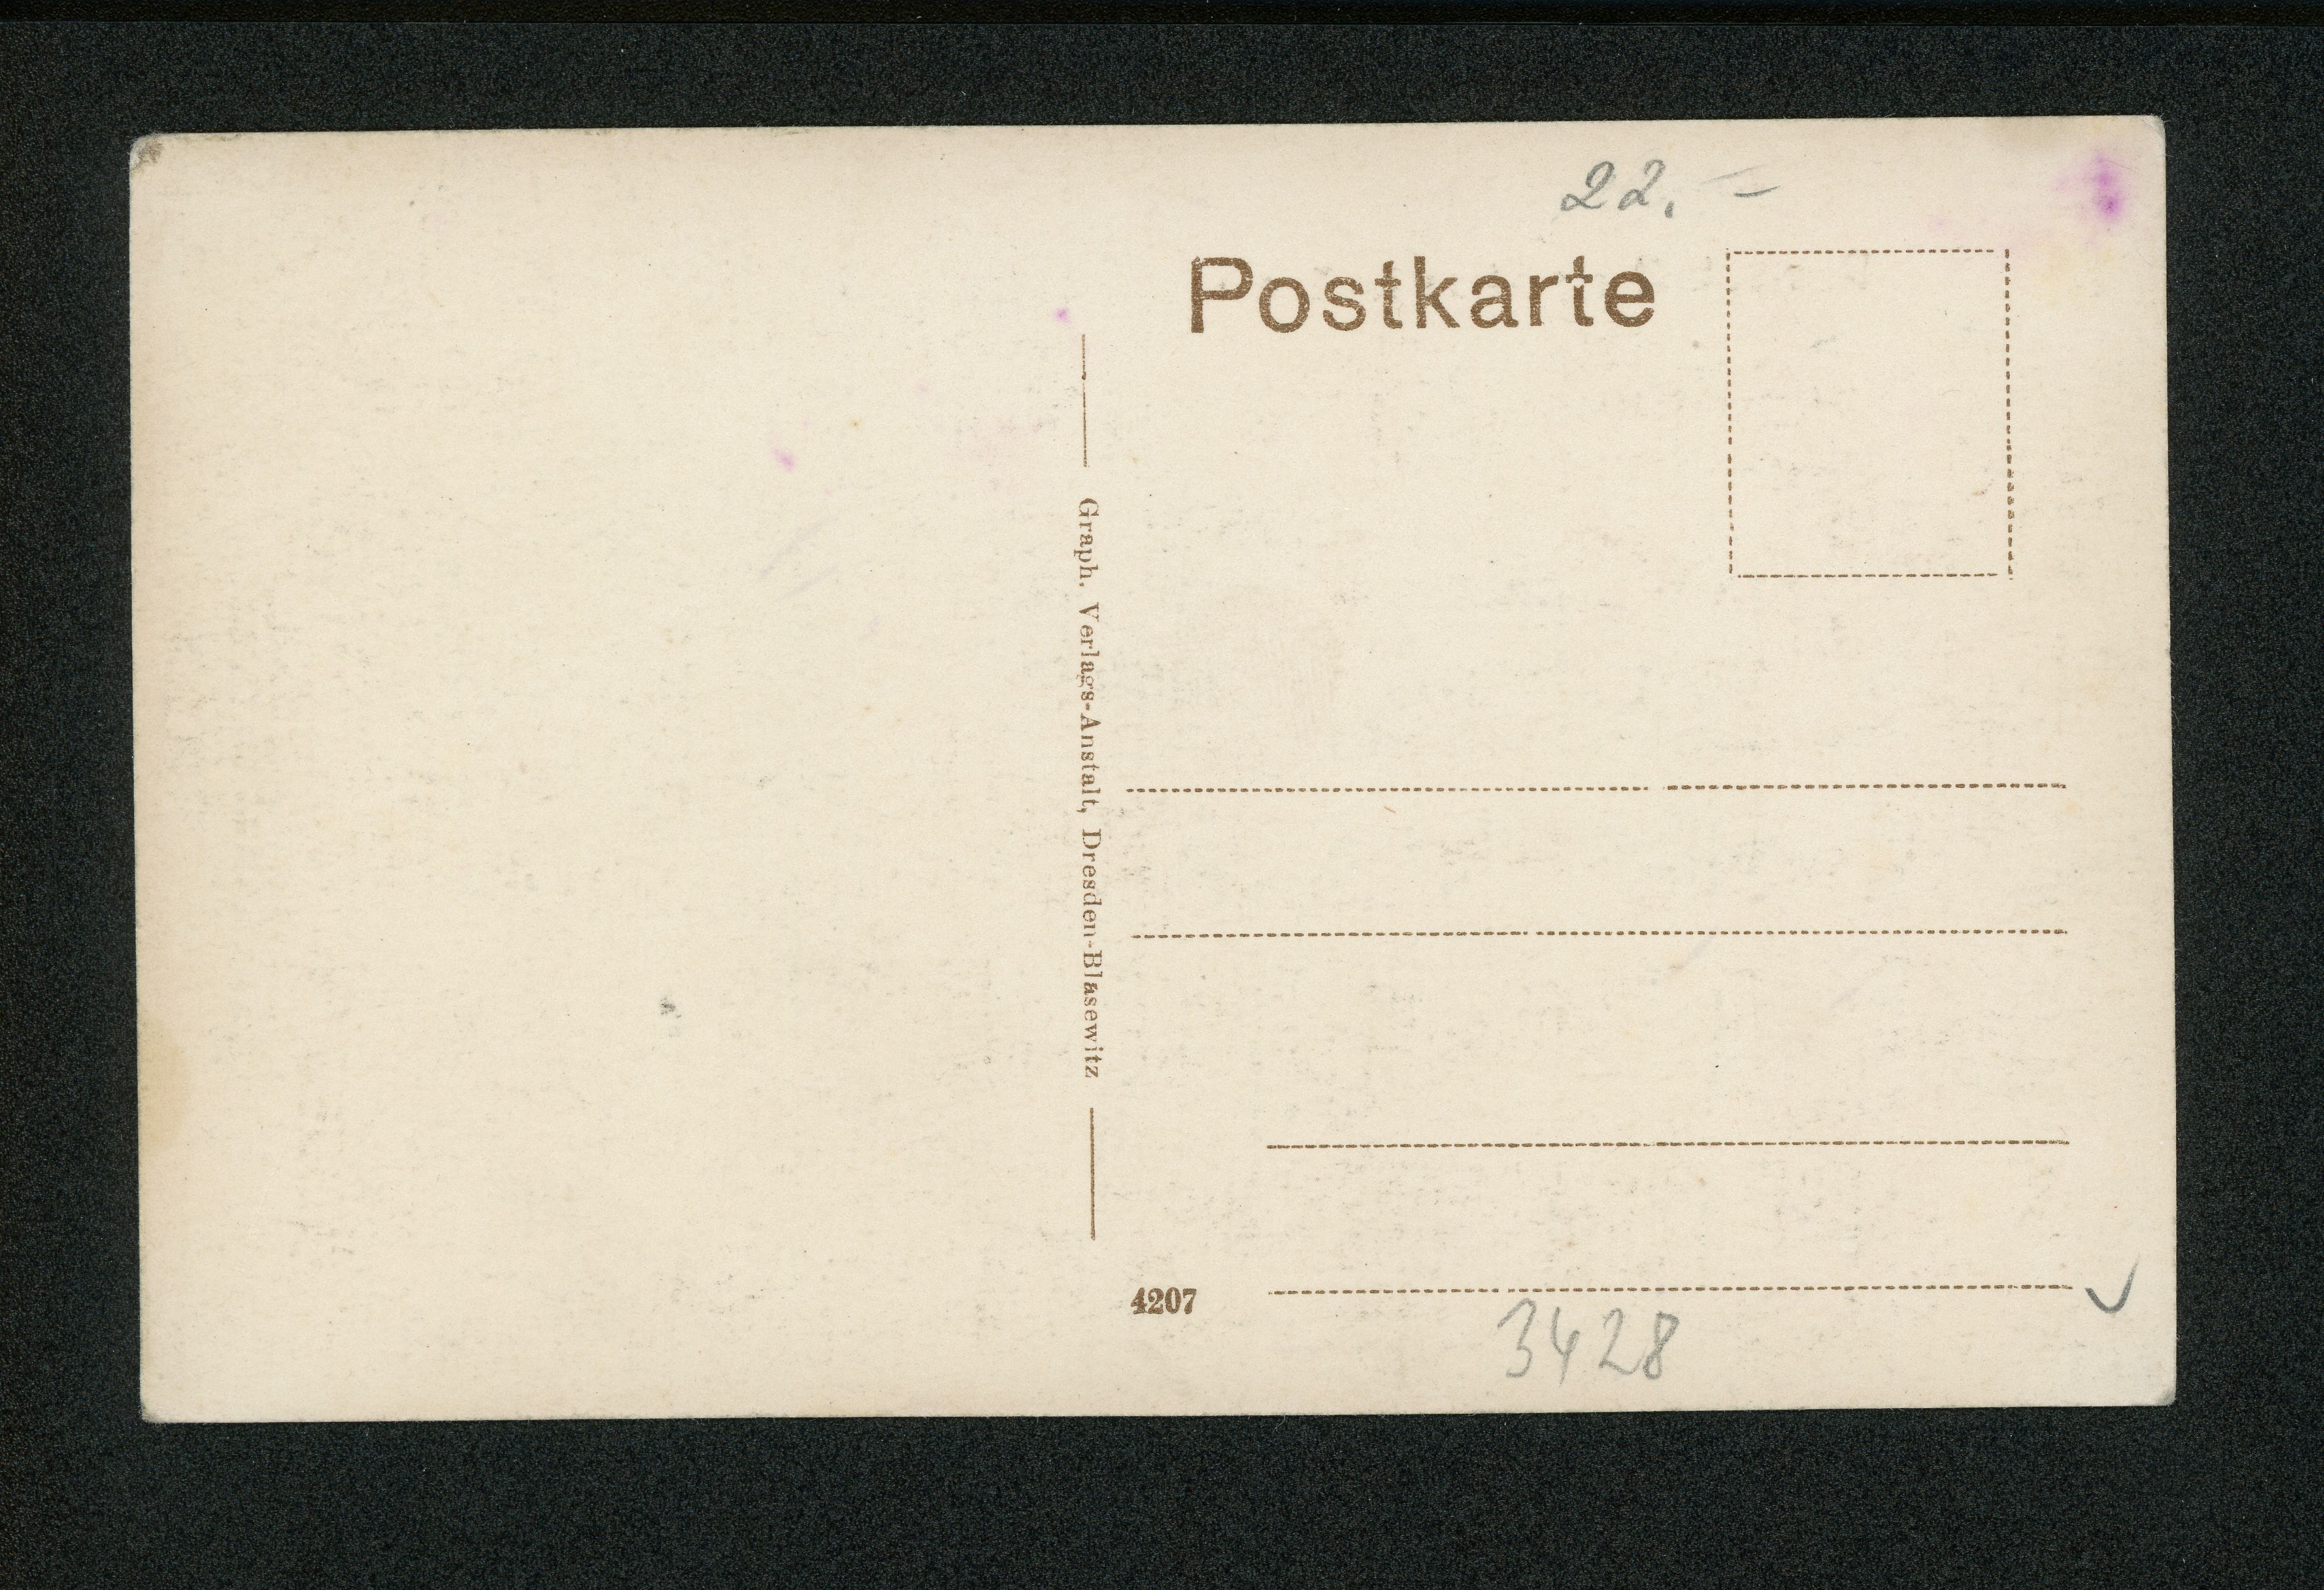 22.-
Postkarte
Graph. Verlags-Anstalt, Dresden-Blasewitz
4207
3428